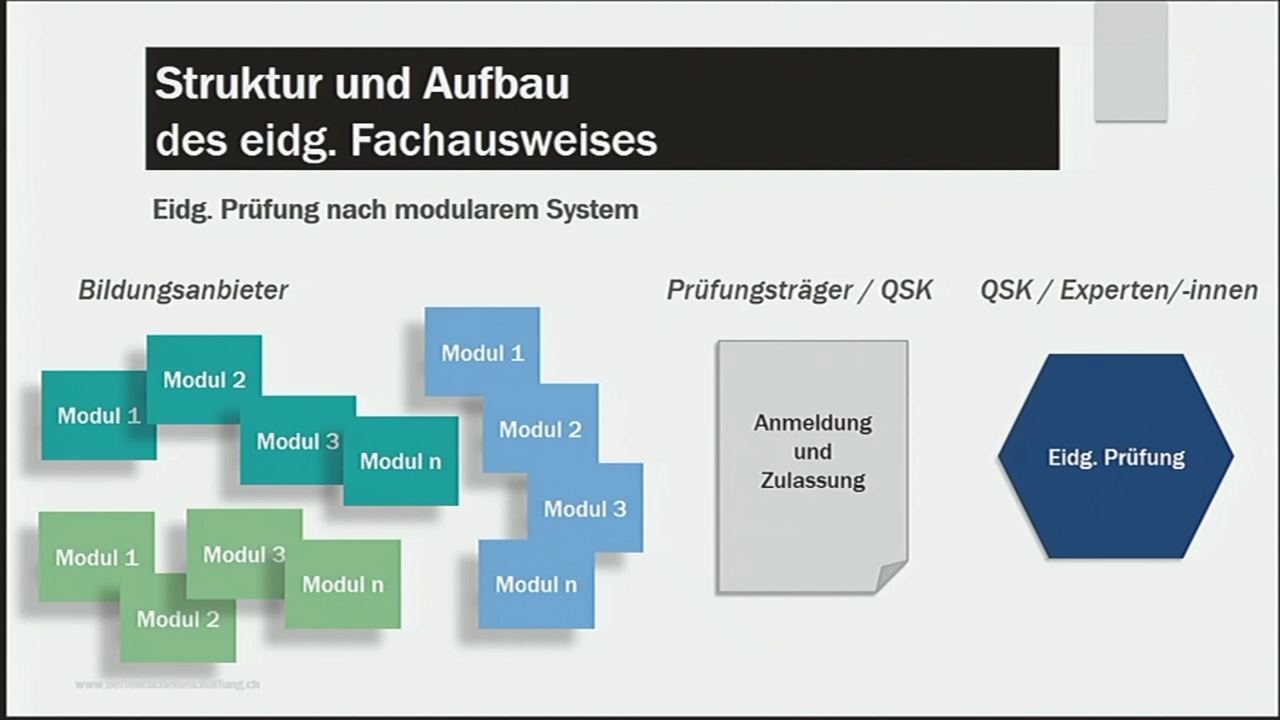 Struktur und Aufbau
des eidg. Fachausweises
Eidg. Prüfung nach modularem System
Bildungsanbieter
Prüfungsträger / QSK
QSK / Experten/-innen
Modul 1
Modul 2
Modul 3
Modul n
Modul 1
Modul 2
Modul 3
Modul n
Modul 1
Modul 2
Modul 3
Modul n
Anmeldung
und
Zulassung
Eidg. Prüfung